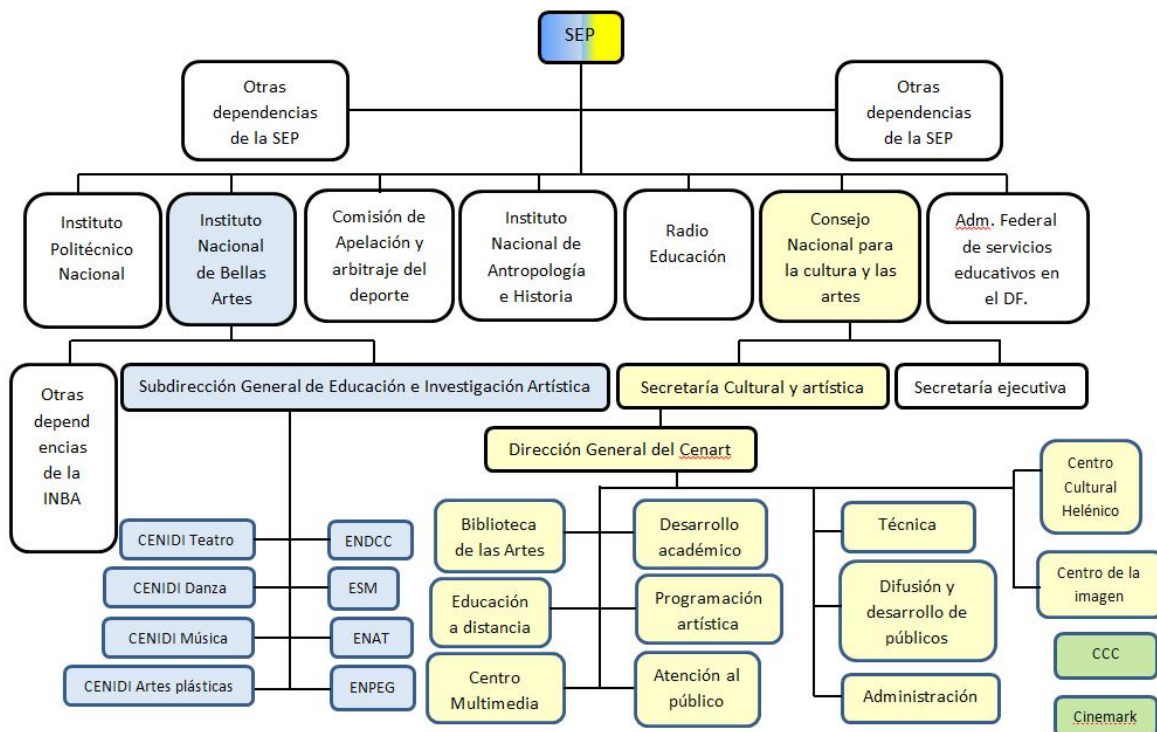 SEP
Otras
dependencias
de la SEP
Otras
dependencias
de la SEP
Instituto
Politécnico
Nacional
Instituto
Nacional
de Bellas
Artes
Comisión de
Apelación y
arbitraje del
deporte
Instituto
Nacional de
Antropología
e Historia
Radio
Educación
Consejo
Nacional para
la cultura y las
artes
Adm. Federal
de servicios
educativos en
el DF.
Otras
depend
encias
de la
INBA
Subdirección General de Educación e Investigación Artística
Secretaría Cultural y artística
Secretaría ejecutiva
Dirección General del Cenart
CENIDI Teatro
ENDCC
CENIDI Danza
ESM
CENIDI Música
ENAT
CENIDI Artes plásticas
ENPEG
Biblioteca
de las Artes
Desarrollo
académico
Educación
a distancia
Programación
artística
Centro
Multimedia
Atención al
público
Técnica
Difusión y
desarrollo de
públicos
Administración
Centro
Cultural
Helénico
Centro de la
imagen
CCC
Cinemark